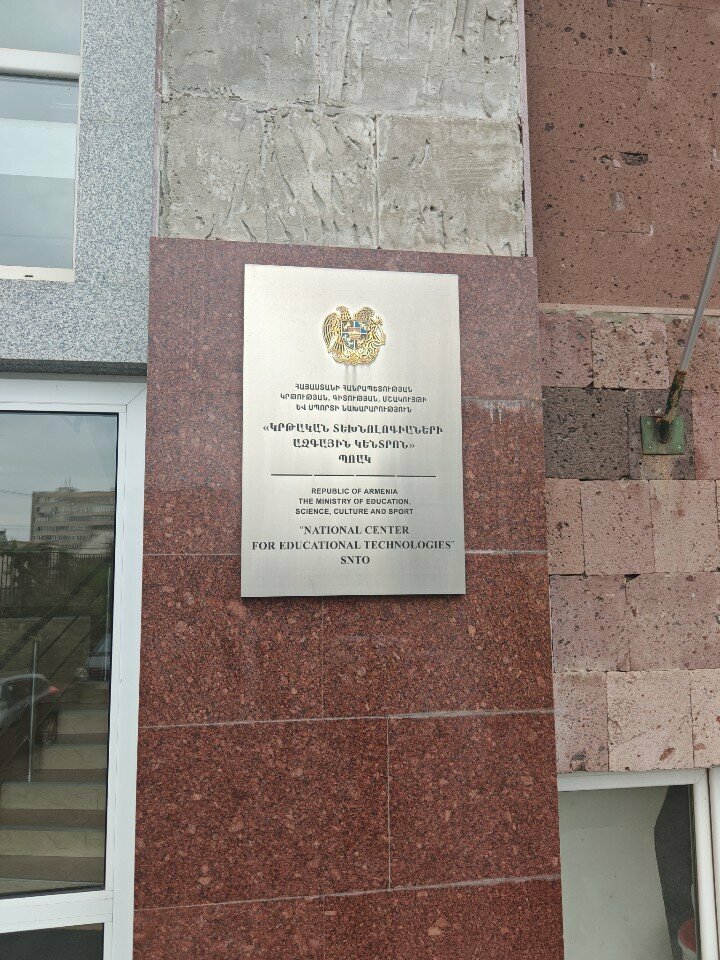 ՀԱՅԱՍՏԱՆԻ ՀԱՆՐԱՊԵՏՈՒԹՅԱՆ
ԿՐԹՈՒԹՅԱՆ, ԳԻՏՈՒԹՅԱՆ, ՄՇԱԿՈՒՅԹԻ
ԵՎ ՍՊՈՐՏԻ ՆԱԽԱՐԱՐՈՒԹՅՈՒՆ
«ԿՐԹԱԿԱՆ ՏԵԽՆՈԼՈԳԻԱՆԵՐԻ
ԱԶԳԱՅԻՆ ԿԵՆՏՐՈՆ»
ՊՈԱԿ
REPUBLIC OF ARMENIA
THE MINISTRY OF EDUCATION,
SCIENCE, CULTURE AND SPORT
"NATIONAL CENTER
FOR EDUCATIONAL TECHNOLOGIES"
SNTO